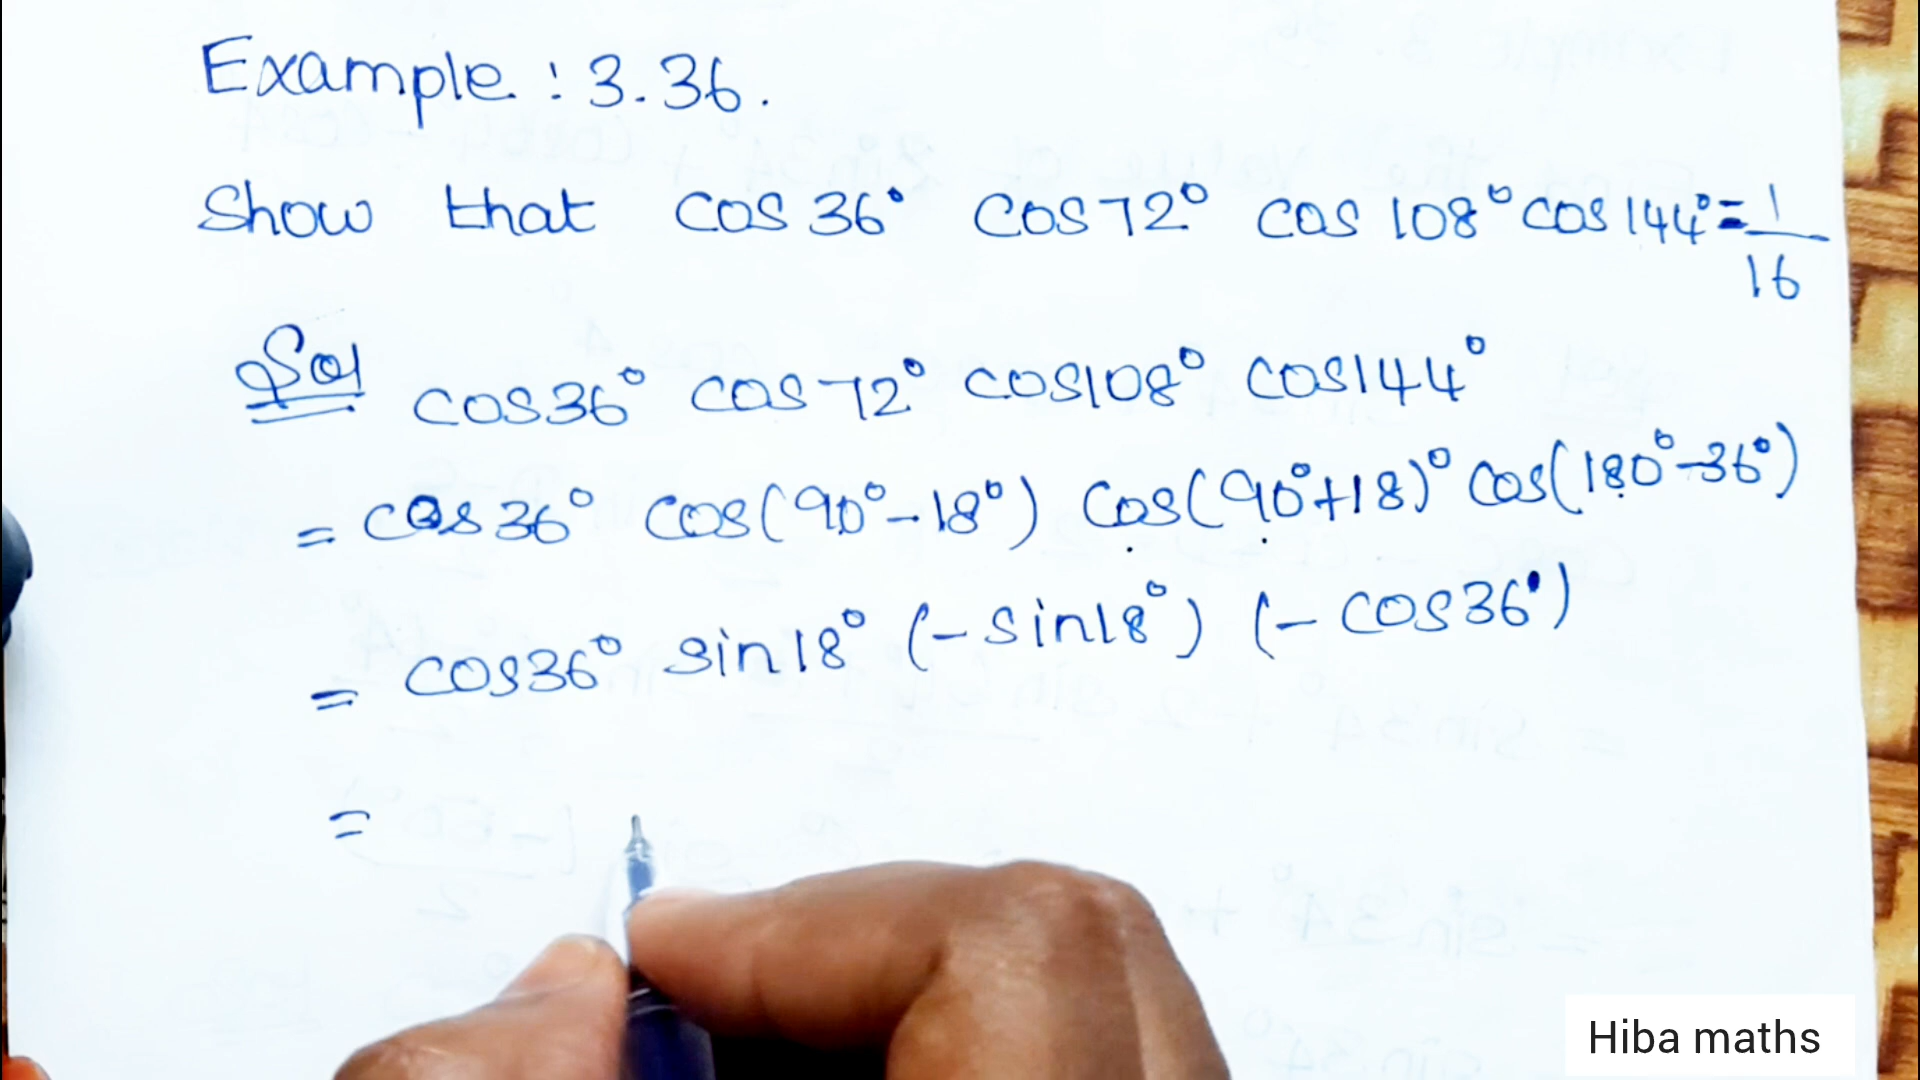 Example : 3.36.
Show that cos 36° cos 72° cos 108° cos 144° = 1/16
Sol cos 36° cos 72° cos 108° cos 144°
= cos 36° cos(90° - 18°) cos(90° + 18)° cos(180° - 36°)
= cos 36° sin 18° (- sin 18°) (- cos 36°)
=
Hiba maths